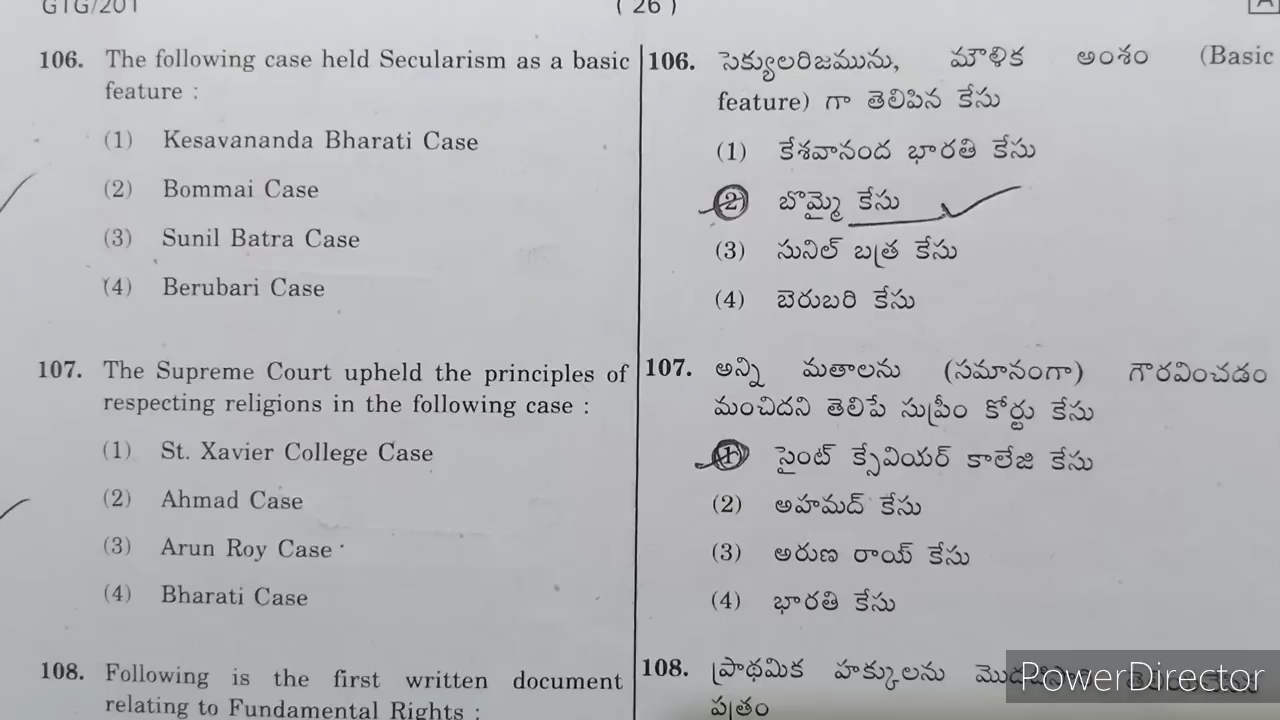 GTG/201
( 26 )
A
106. The following case held Secularism as a basic
feature :
(1) Kesavananda Bharati Case
(2) Bommai Case
(3) Sunil Batra Case
(4) Berubari Case
107. The Supreme Court upheld the principles of
respecting religions in the following case :
(1) St. Xavier College Case
(2) Ahmad Case
(3) Arun Roy Case
(4) Bharati Case
108. Following is the first written document
relating to Fundamental Rights :
106. సెక్యులరిజమును, మౌళిక అంశం (Basic
feature) గా తెలిపిన కేసు
(1) కేశవానంద భారతి కేసు
(2) బొమ్మై కేసు
(3) సునిల్ బత్ర కేసు
(4) బెరుబరి కేసు
107. అన్ని మతాలను (సమానంగా) గౌరవించడం
మంచిదని తెలిపే సుప్రీం కోర్టు కేసు
(1) సైంట్ క్సేవియర్ కాలేజి కేసు
(2) అహమద్ కేసు
(3) అరుణ రాయ్ కేసు
(4) భారతి కేసు
108. ప్రాథమిక హక్కులను
పత్రం
PowerDirector